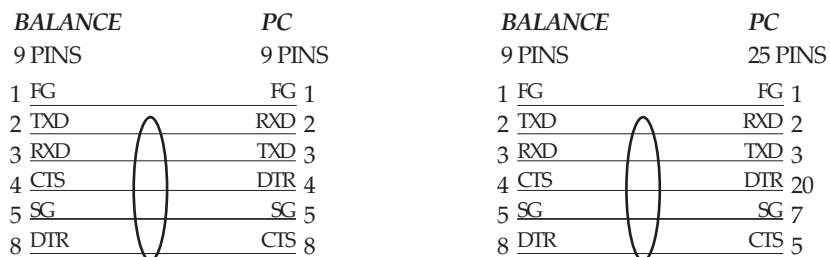 BALANCE PC
9 PINS 9 PINS
1 FG FG 1
2 TXD RXD 2
3 RXD TXD 3
4 CTS DTR 4
5 SG SG 5
8 DTR CTS 8
BALANCE PC
9 PINS 25 PINS
1 FG FG 1
2 TXD RXD 2
3 RXD TXD 3
4 CTS DTR 20
5 SG SG 7
8 DTR CTS 5